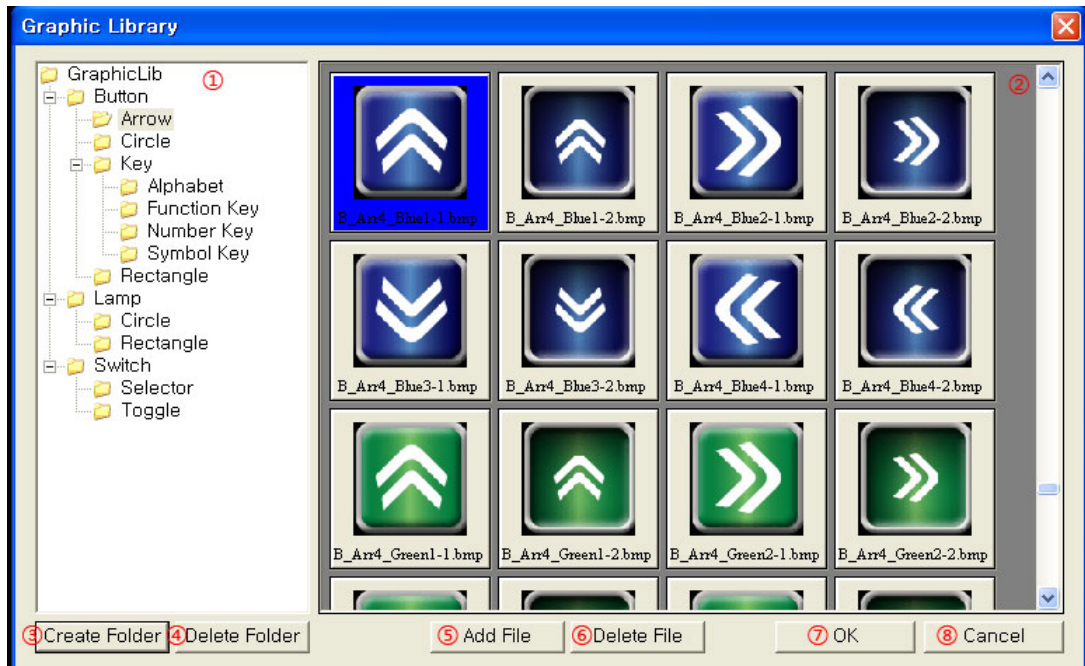 Graphic Library
GraphicLib
①
Button
Arrow
Circle
Key
Alphabet
Function Key
Number Key
Symbol Key
Rectangle
Lamp
Circle
Rectangle
Switch
Selector
Toggle
②
B_Arr4_Blue1-1.bmp B_Arr4_Blue1-2.bmp B_Arr4_Blue2-1.bmp B_Arr4_Blue2-2.bmp
B_Arr4_Blue3-1.bmp B_Arr4_Blue3-2.bmp B_Arr4_Blue4-1.bmp B_Arr4_Blue4-2.bmp
B_Arr4_Green1-1.bmp B_Arr4_Green1-2.bmp B_Arr4_Green2-1.bmp B_Arr4_Green2-2.bmp
③Create Folder ④Delete Folder ⑤ Add File ⑥Delete File ⑦ OK ⑧ Cancel